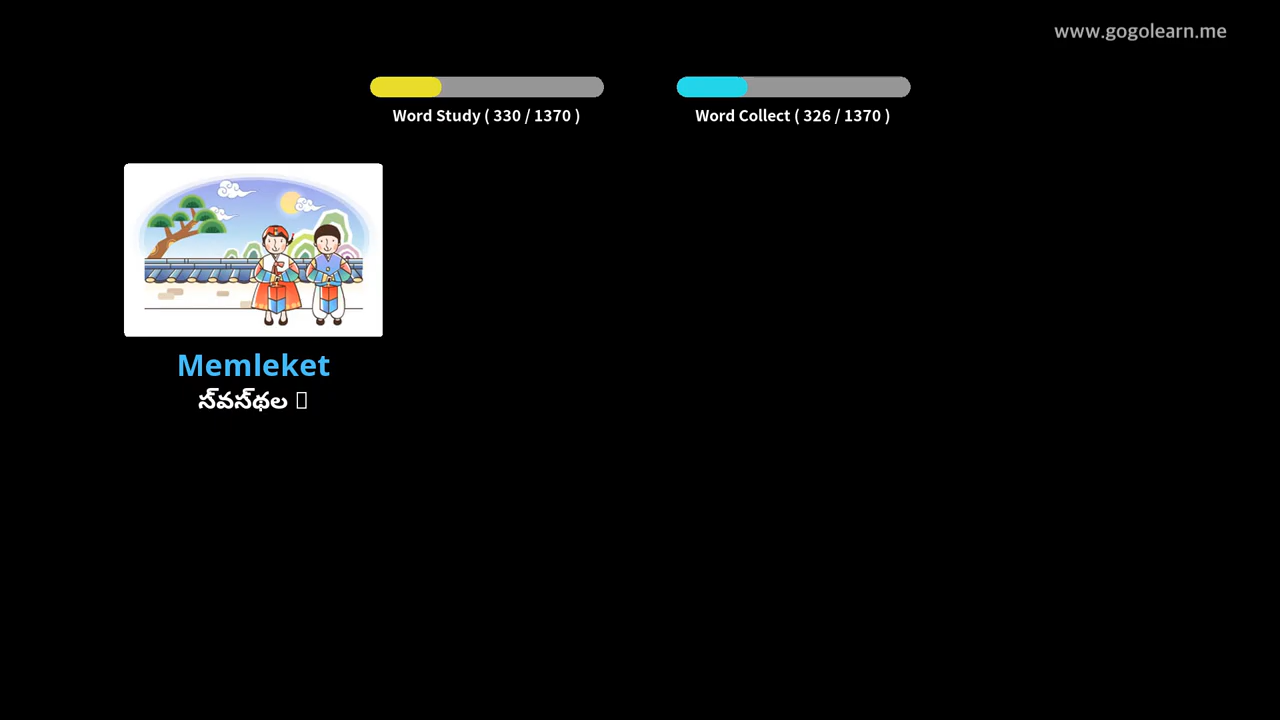 www.gogolearn.me
Word Study ( 330 / 1370 )
Word Collect ( 326 / 1370 )
Memleket
స్‌వస్‌థల